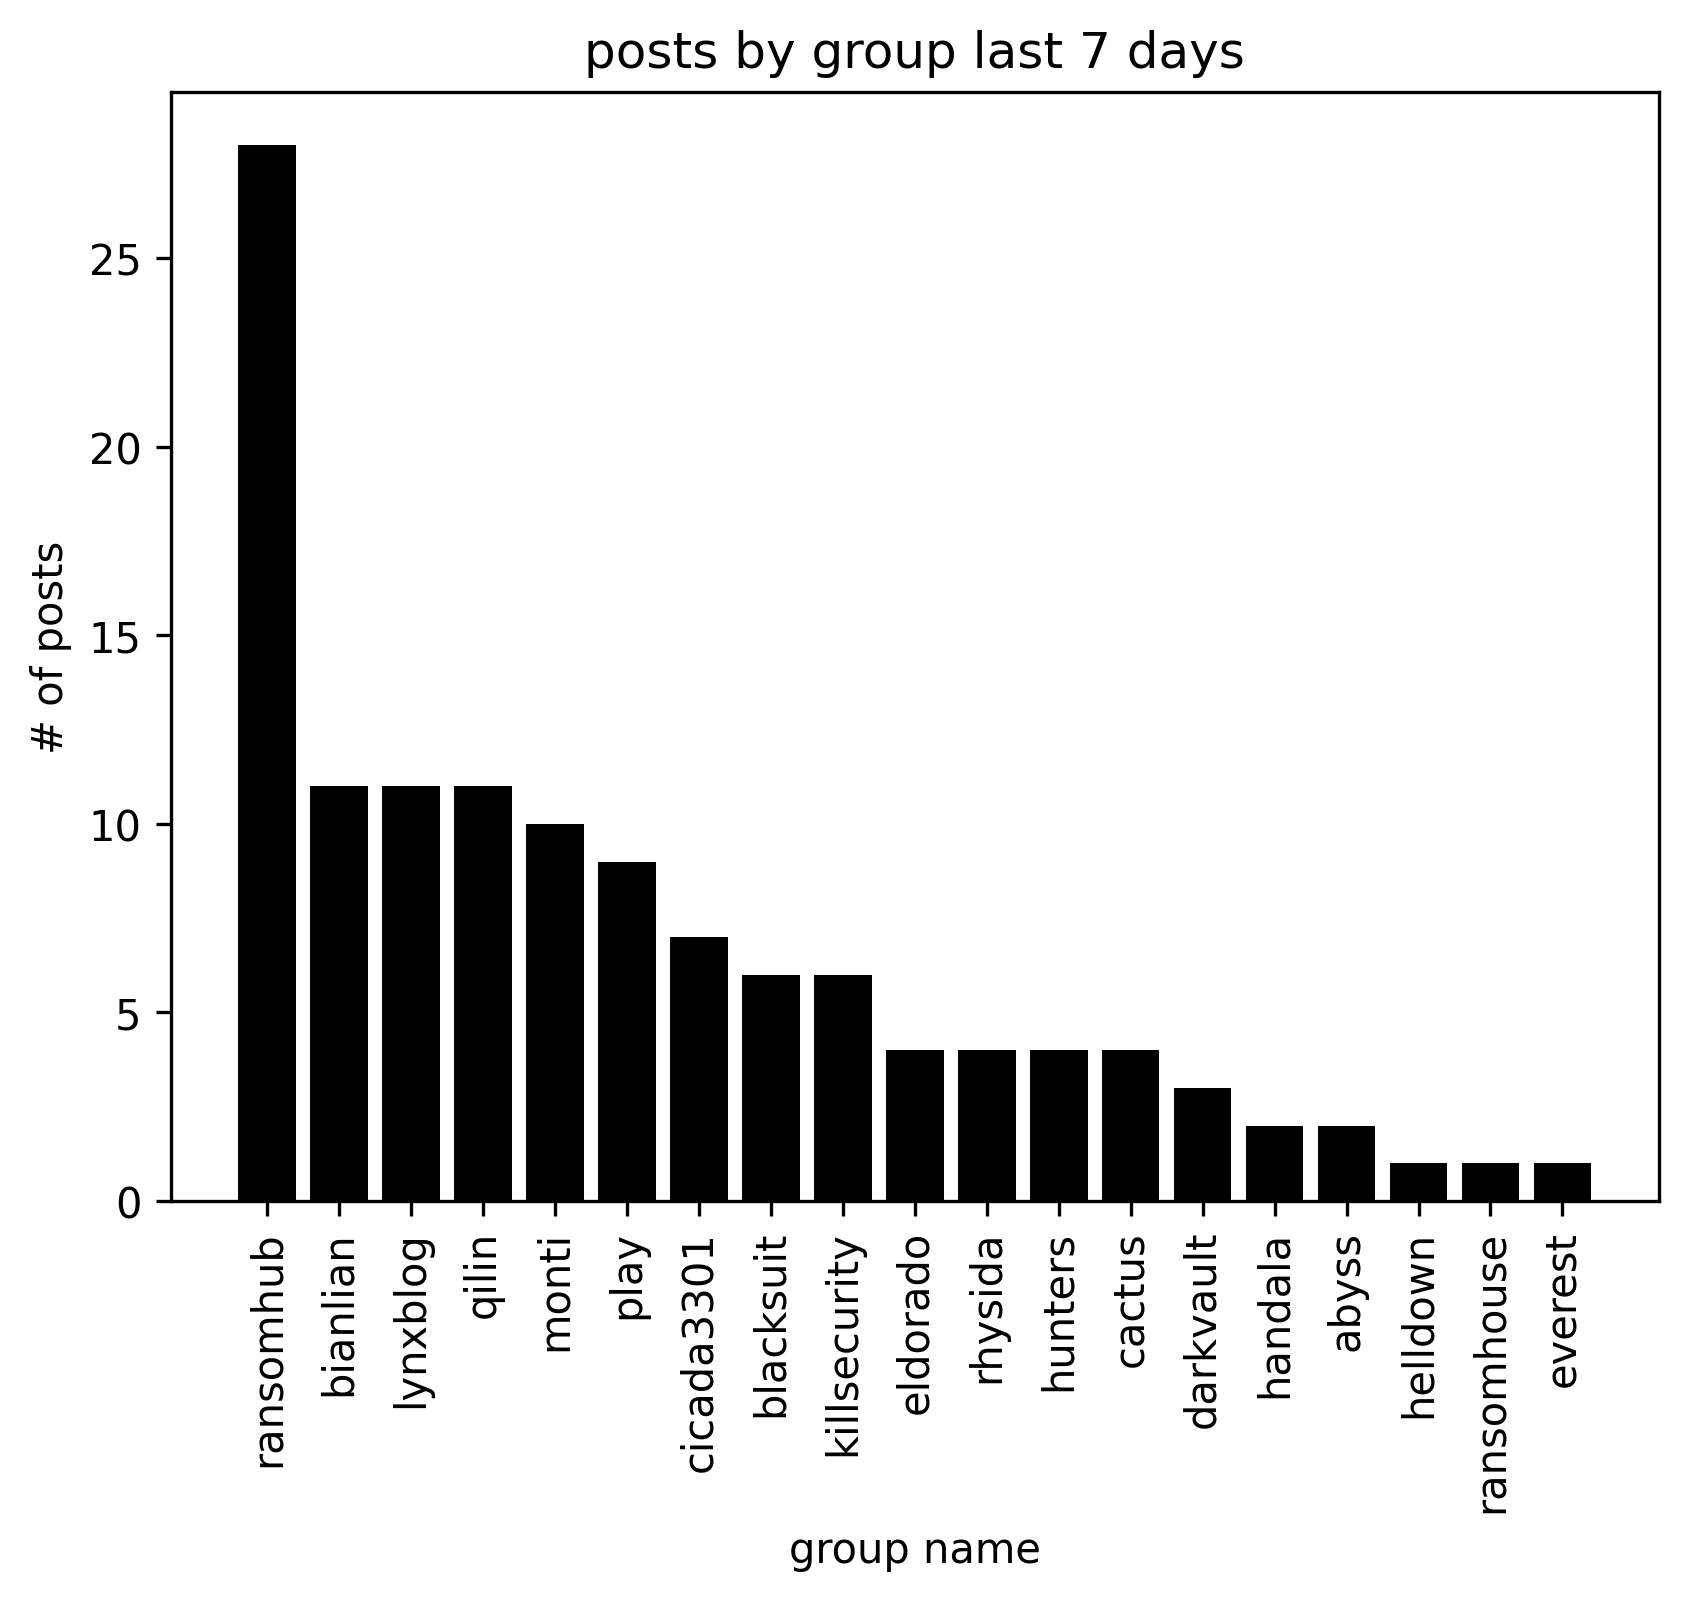 posts by group last 7 days
# of posts
25
20
15
10
5
0
ransomhub
bianlian
lynxblog
qilin
monti
play
cicada3301
blacksuit
killsecurity
eldorado
rhysida
hunters
cactus
darkvault
handala
abyss
helldown
ransomhouse
everest
group name